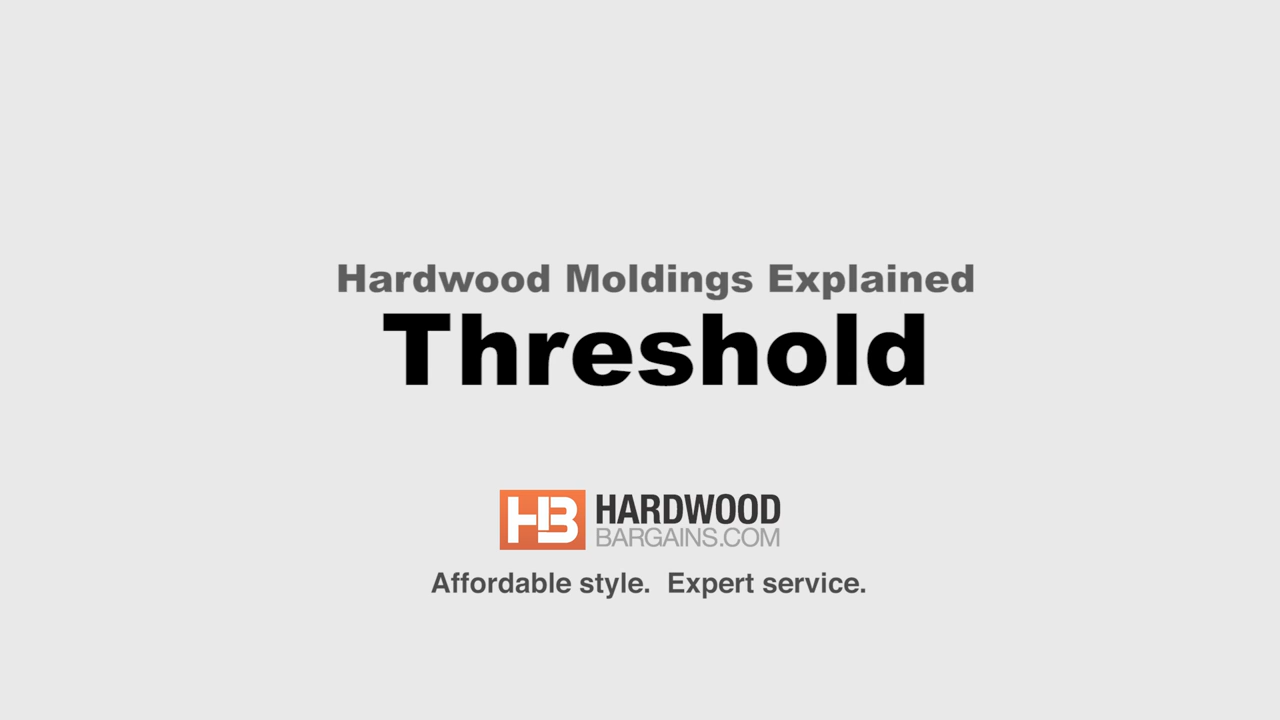 Hardwood Moldings Explained
Threshold
HB HARDWOOD
BARGAINS.COM
Affordable style.  Expert service.